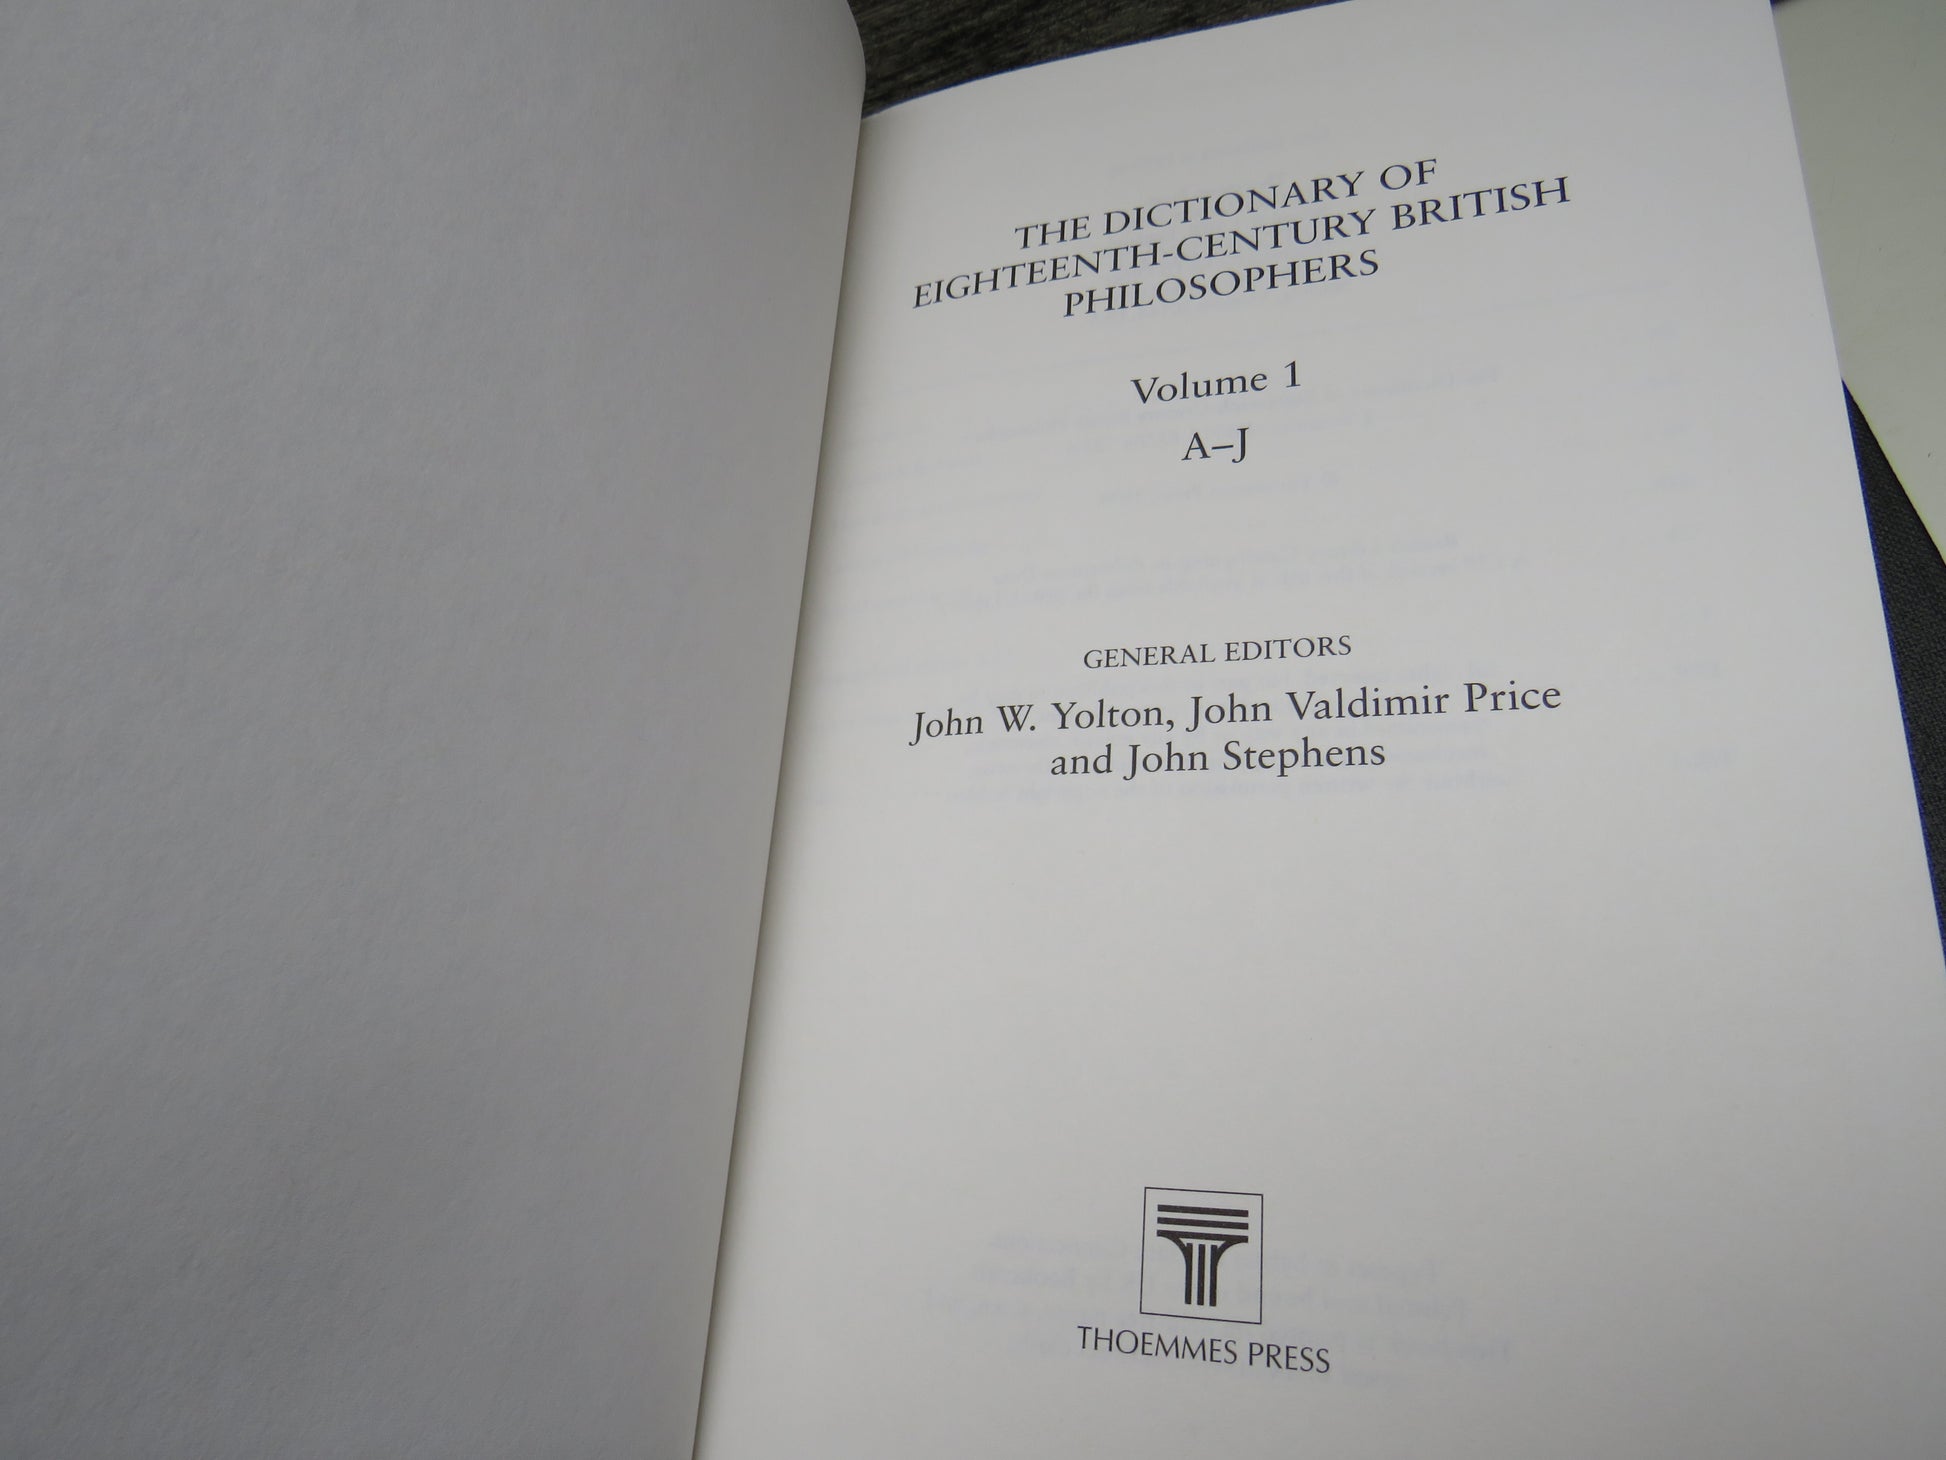 THE DICTIONARY OF
EIGHTEENTH-CENTURY BRITISH
PHILOSOPHERS
Volume 1
A–J
GENERAL EDITORS
John W. Yolton, John Valdimir Price
and John Stephens
THOEMMES PRESS